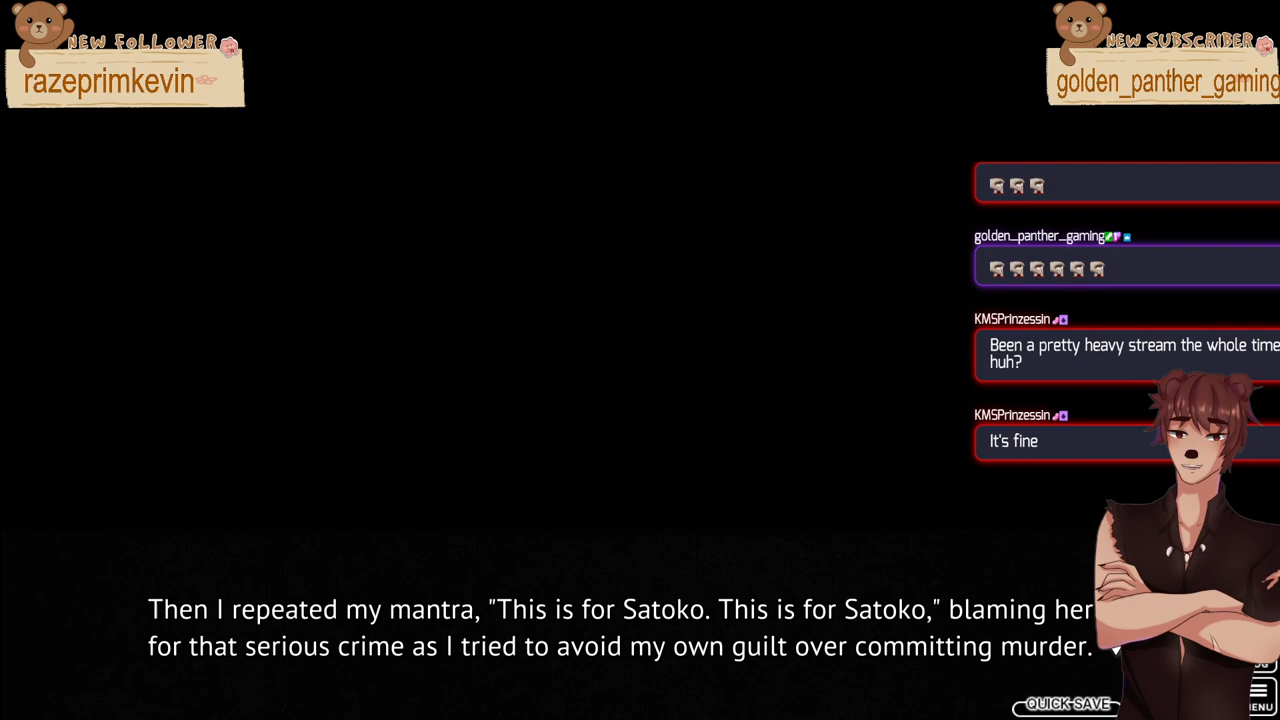 NEW FOLLOWER
razeprimkevin
NEW SUBSCRIBER
golden_panther_gaming
golden_panther_gaming
KMSPrinzessin
Been a pretty heavy stream the whole time
huh?
KMSPrinzessin
It's fine
Then I repeated my mantra, "This is for Satoko. This is for Satoko," blaming her
for that serious crime as I tried to avoid my own guilt over committing murder.
QUICK SAVE